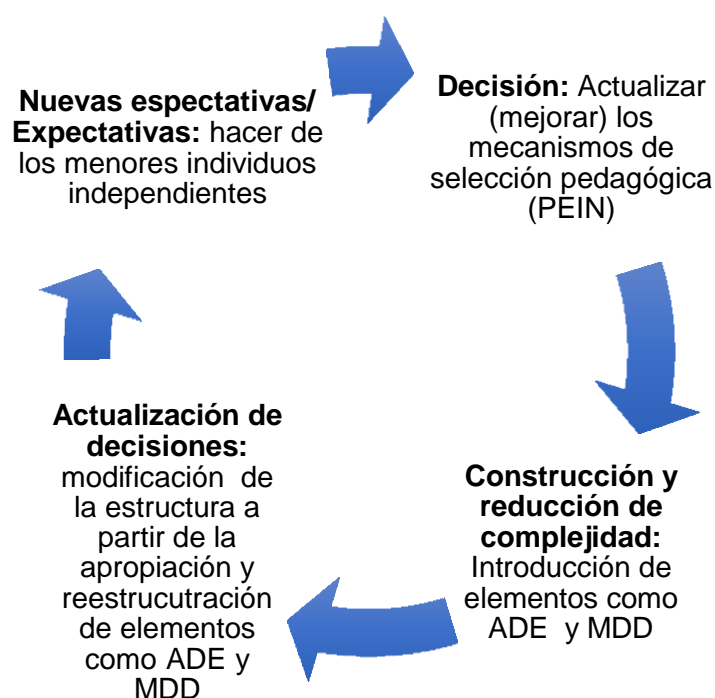 Nuevas espectativas/
Expectativas: hacer de
los menores individuos
independientes
Decisión: Actualizar
(mejorar) los
mecanismos de
selección pedagógica
(PEIN)
Construcción y
reducción de
complejidad:
Introducción de
elementos como
ADE y MDD
Actualización de
decisiones:
modificación de
la estructura a
partir de la
apropiación y
reestrucutración
de elementos
como ADE y
MDD